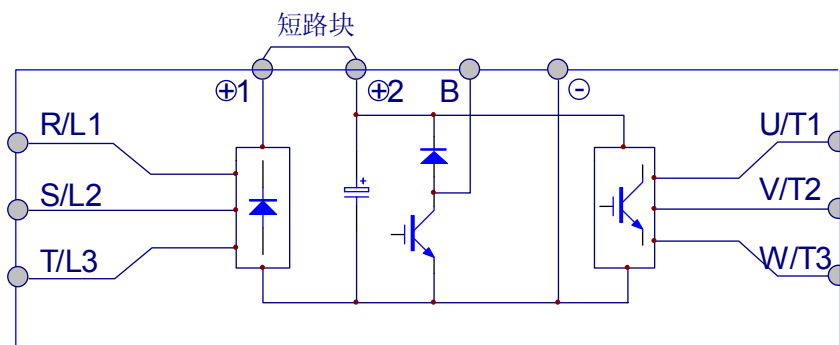 短路块
⊕1 ⊕2 B ⊖
R/L1
S/L2
T/L3
+
U/T1
V/T2
W/T3